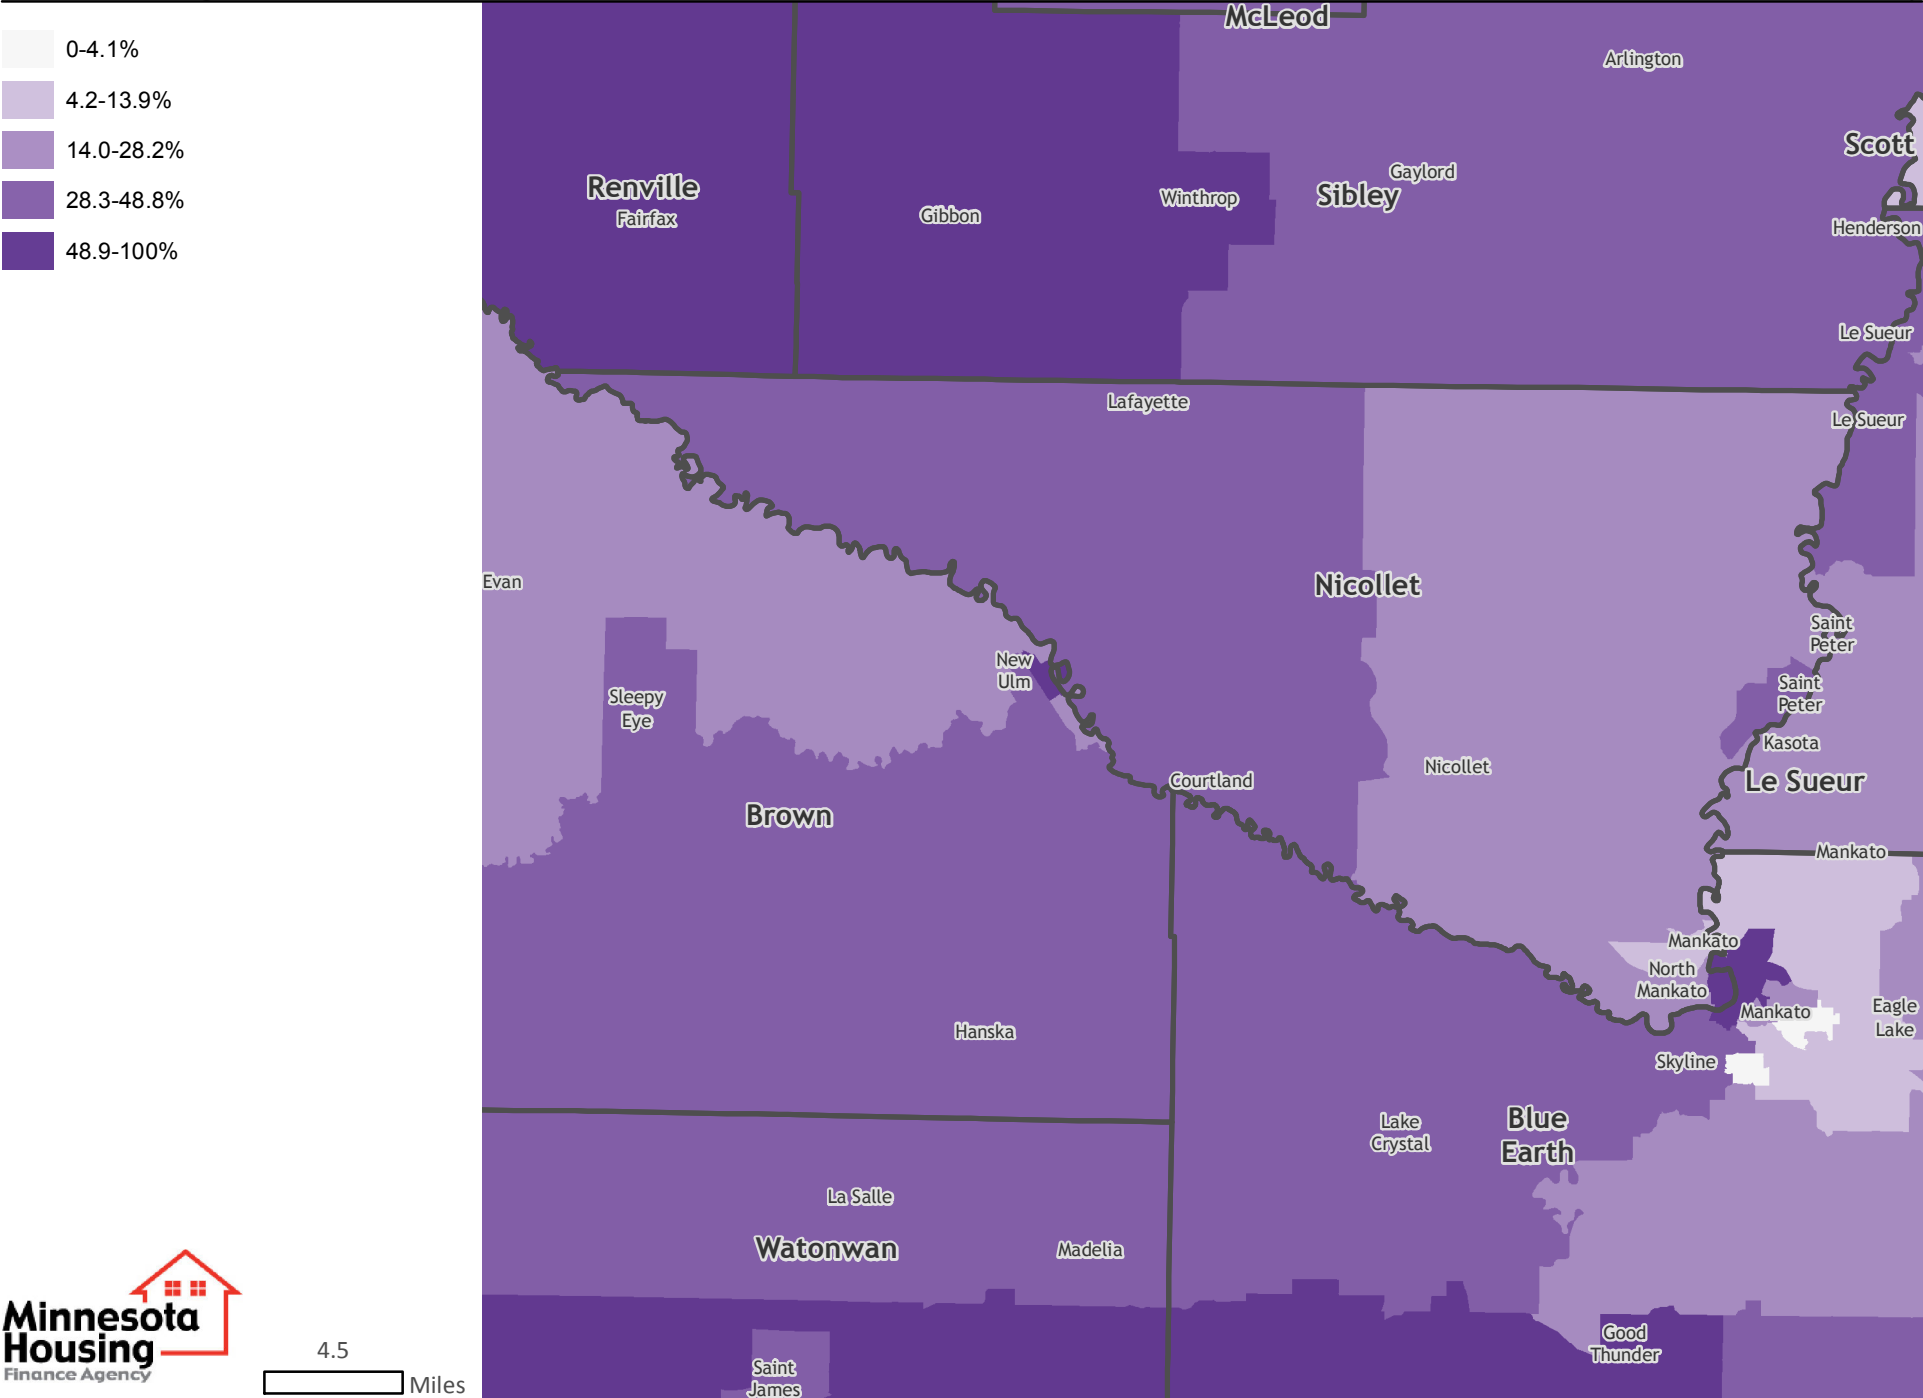 0-4.1%
4.2-13.9%
14.0-28.2%
28.3-48.8%
48.9-100%
McLeod
Arlington
Scott
Renville
Fairfax
Gibbon
Winthrop
Sibley
Gaylord
Henderson
Le Sueur
Lafayette
Le Sueur
Evan
Nicollet
Saint
Peter
New
Ulm
Sleepy
Eye
Saint
Peter
Kasota
Nicollet
Courtland
Le Sueur
Brown
Mankato
Mankato
North
Mankato
Mankato
Eagle
Lake
Hanska
Skyline
Lake
Crystal
Blue
Earth
La Salle
Watonwan
Madelia
Good
Thunder
Saint
James
Minnesota
Housing
Finance Agency
4.5
Miles